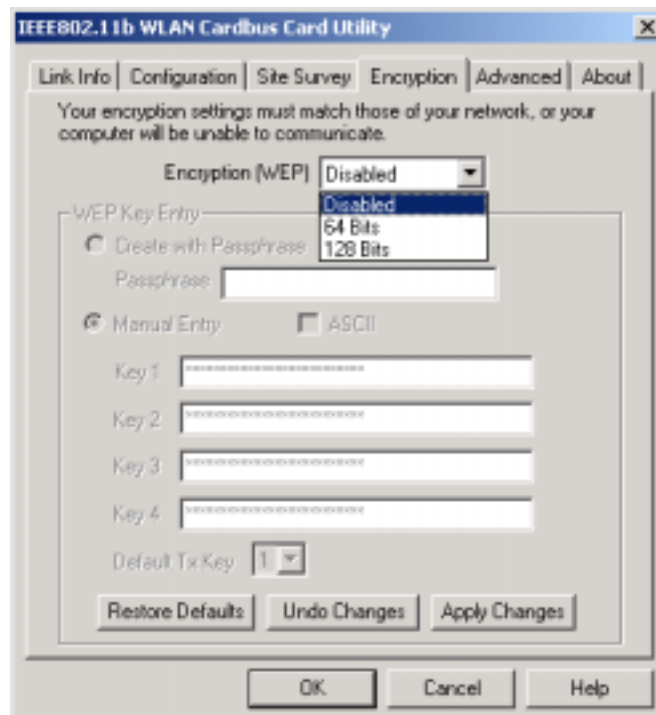 IEEE802.11b WLAN Cardbus Card Utility
Link Info Configuration Site Survey Encryption Advanced About
Your encryption settings must match those of your network, or your
computer will be unable to communicate.
Encryption (WEP) Disabled
Disabled
64 Bits
128 Bits
WEP Key Entry
Create with Passphrase
Passphrase
Manual Entry ASCII
Key 1
Key 2
Key 3
Key 4
Default Tx Key 1
Restore Defaults Undo Changes Apply Changes
OK Cancel Help